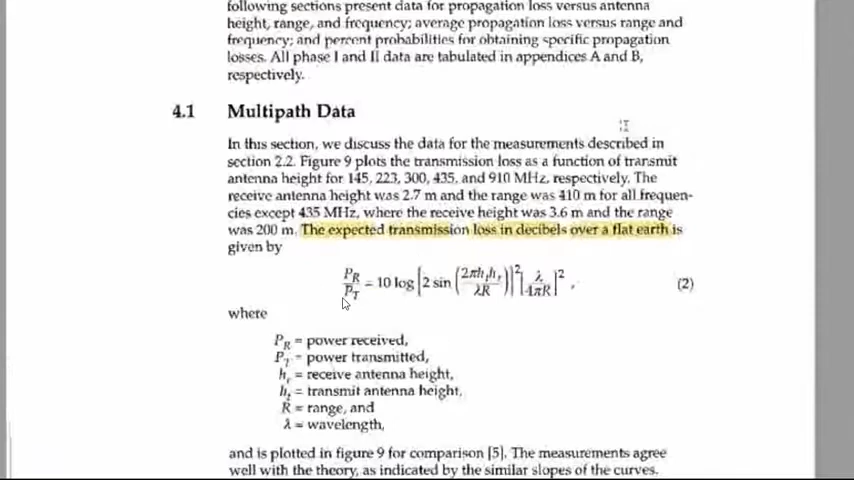 following sections present data for propagation loss versus antenna
height, range, and frequency; average propagation loss versus range and
frequency; and percent probabilities for obtaining specific propagation
losses. All phase I and II data are tabulated in appendices A and B,
respectively.
4.1 Multipath Data
In this section, we discuss the data for the measurements described in
section 2.2. Figure 9 plots the transmission loss as a function of transmit
antenna height for 145, 223, 300, 435, and 910 MHz, respectively. The
receive antenna height was 2.7 m and the range was 410 m for all frequen-
cies except 435 MHz, where the receive height was 3.6 m and the range
was 200 m. The expected transmission loss in decibels over a flat earth is
given by
P_R/P_T = 10 log |2 sin (2πh_t h_r/λR)|² |λ/4πR|² , (2)
where
P_R = power received,
P_T = power transmitted,
h_r = receive antenna height,
h_t = transmit antenna height,
R = range, and
λ = wavelength,
and is plotted in figure 9 for comparison [5]. The measurements agree
well with the theory, as indicated by the similar slopes of the curves.